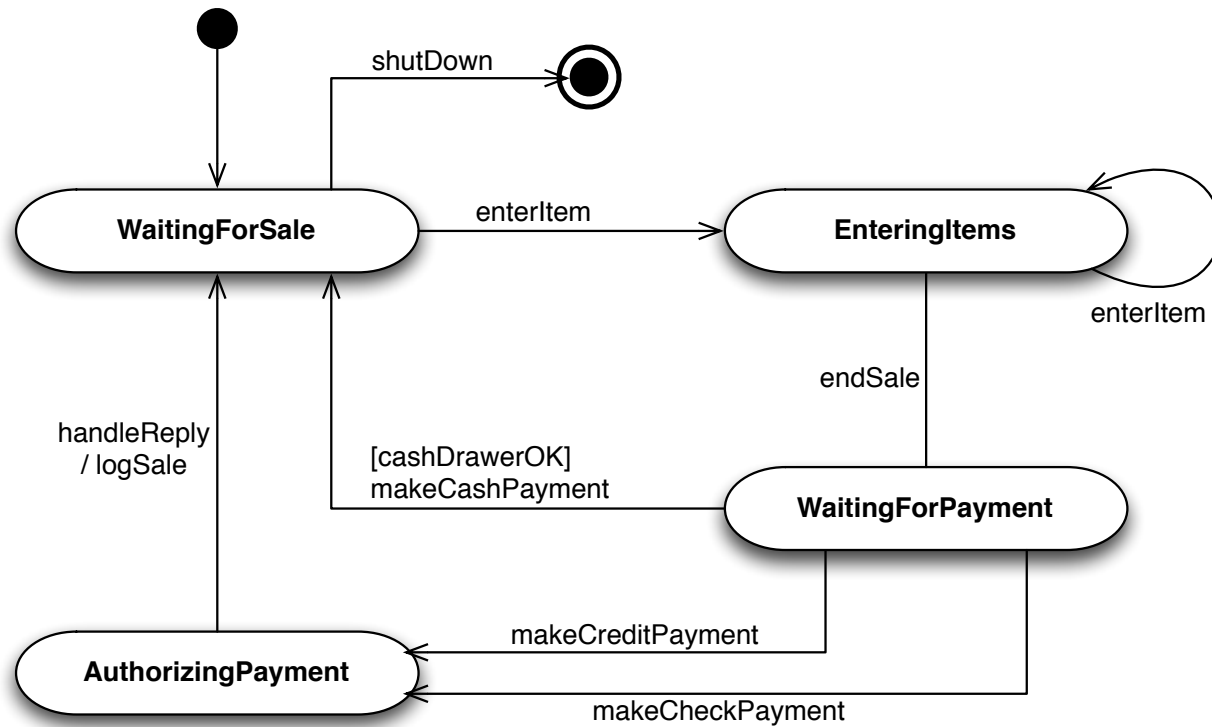 shutDown
WaitingForSale
enterItem
EnteringItems
enterItem
endSale
handleReply
/ logSale
[cashDrawerOK]
makeCashPayment
WaitingForPayment
makeCreditPayment
AuthorizingPayment
makeCheckPayment